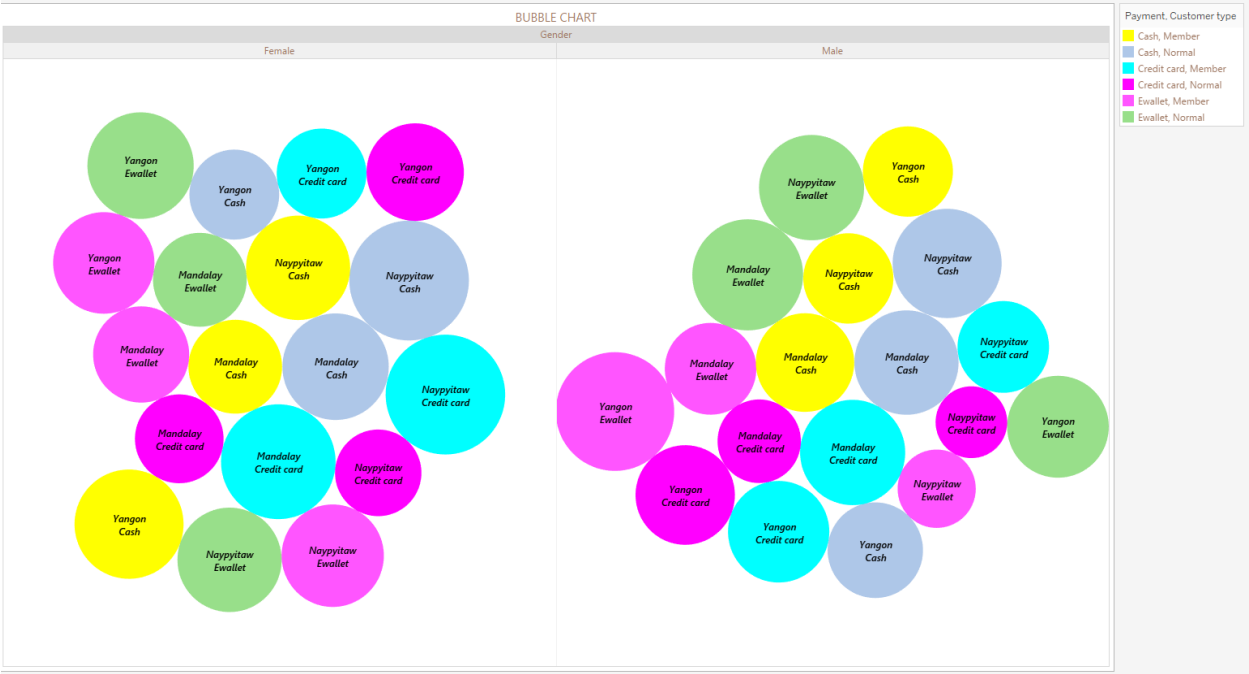 BUBBLE CHART
Gender
Female
Male
Yangon
Ewallet
Yangon
Cash
Yangon
Credit card
Yangon
Credit card
Yangon
Ewallet
Mandalay
Ewallet
Naypyitaw
Cash
Naypyitaw
Cash
Mandalay
Ewallet
Mandalay
Cash
Mandalay
Cash
Naypyitaw
Credit card
Mandalay
Credit card
Mandalay
Credit card
Naypyitaw
Credit card
Yangon
Cash
Naypyitaw
Ewallet
Naypyitaw
Ewallet
Naypyitaw
Ewallet
Yangon
Cash
Mandalay
Ewallet
Naypyitaw
Cash
Naypyitaw
Cash
Mandalay
Ewallet
Mandalay
Cash
Mandalay
Cash
Naypyitaw
Credit card
Yangon
Ewallet
Mandalay
Credit card
Mandalay
Credit card
Naypyitaw
Credit card
Yangon
Ewallet
Yangon
Credit card
Yangon
Credit card
Naypyitaw
Ewallet
Yangon
Cash
Payment, Customer type
Cash, Member
Cash, Normal
Credit card, Member
Credit card, Normal
Ewallet, Member
Ewallet, Normal